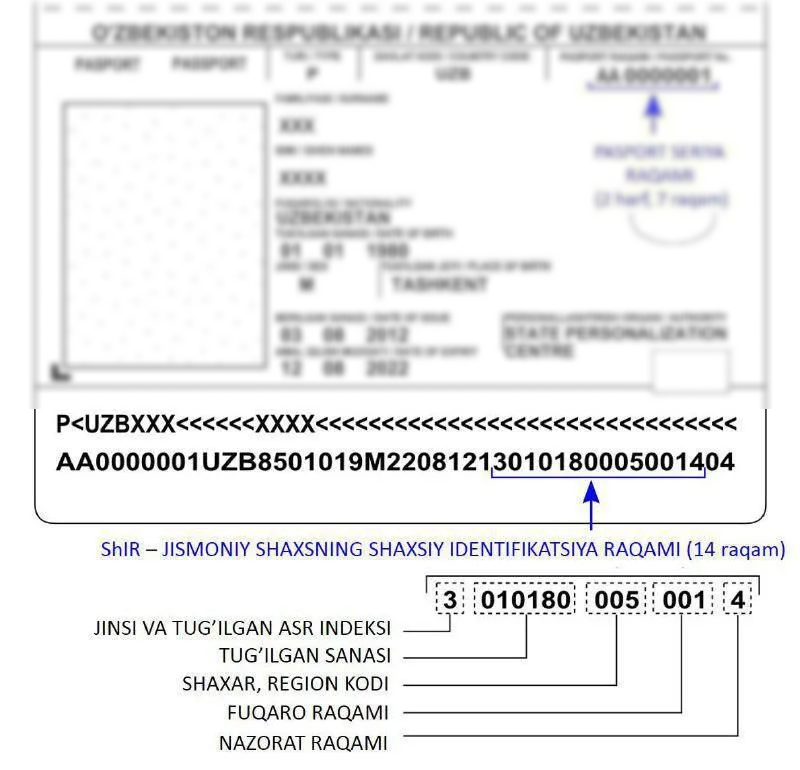 O'ZBEKISTON RESPUBLIKASI / REPUBLIC OF UZBEKISTAN
PASPORT PASSPORT
P UZB AA 0000001
XXX
PASPORT SERIYA
RAQAMI
(2 harf, 7 raqam)
XXXX
UZBEKISTAN
01 01 1980
M TASHKENT
03 08 2012 STATE PERSONALIZATION
CENTRE
12 08 2022
P<UZBXXX<<<<<<XXXX<<<<<<<<<<<<<<<<<<<<<<<<<<<<<<<
AA0000001UZB8501019M22081213010180005001404
ShIR – JISMONIY SHAXSNING SHAXSIY IDENTIFIKATSIYA RAQAMI (14 raqam)
3 010180 005 001 4
JINSI VA TUG'ILGAN ASR INDEKSI
TUG'ILGAN SANASI
SHAXAR, REGION KODI
FUQARO RAQAMI
NAZORAT RAQAMI